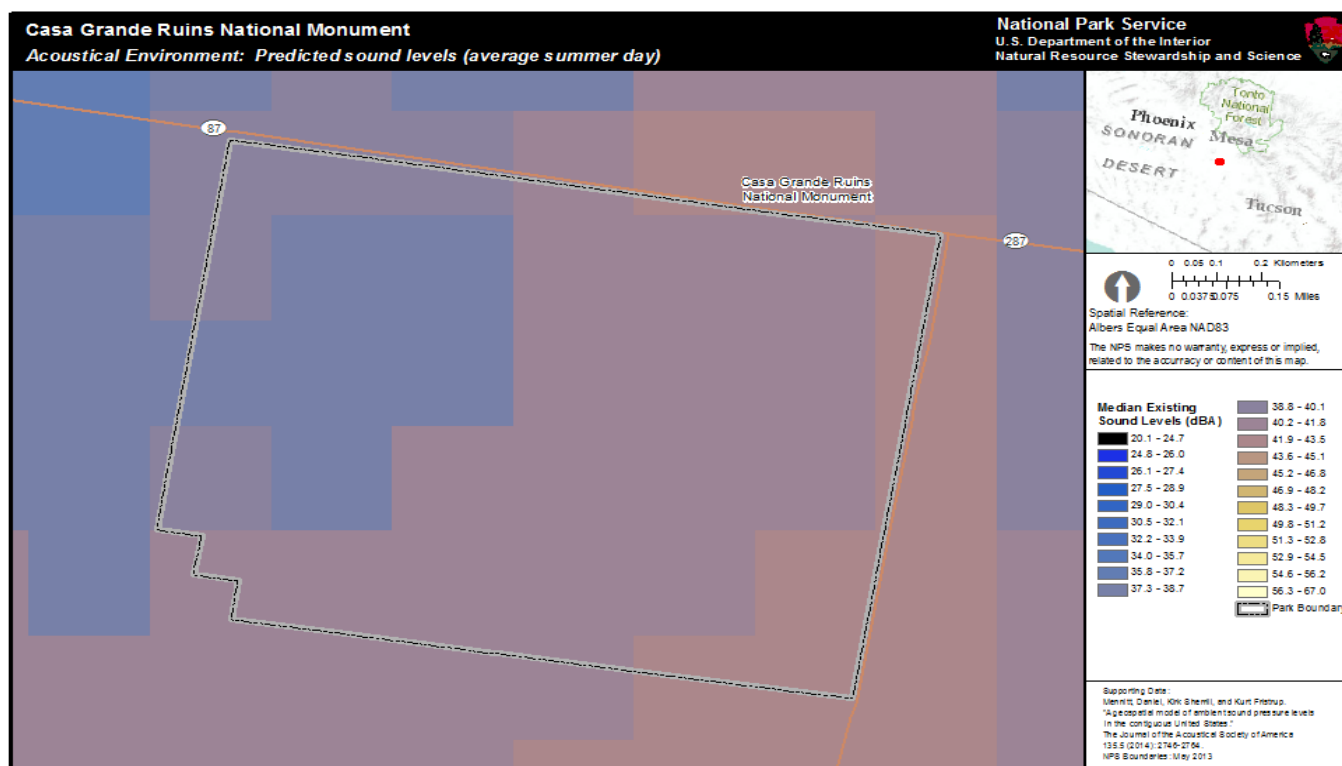 Casa Grande Ruins National Monument
Acoustical Environment: Predicted sound levels (average summer day)
National Park Service
U.S. Department of the Interior
Natural Resource Stewardship and Science
87
Casa Grande Ruins
National Monument
287
Tonto
National
Forest
Phoenix
Mesa
SONORAN
DESERT
Tucson
0 0.05 0.1 0.2 Kilometers
0 0.0375 0.075 0.15 Miles
Spatial Reference:
Albers Equal Area NAD83
The NPS makes no warranty, express or implied,
related to the accurracy or content of this map.
Median Existing
Sound Levels (dBA)
20.1 - 24.7
24.8 - 26.0
26.1 - 27.4
27.5 - 28.9
29.0 - 30.4
30.5 - 32.1
32.2 - 33.9
34.0 - 35.7
35.8 - 37.2
37.3 - 38.7
38.8 - 40.1
40.2 - 41.8
41.9 - 43.5
43.6 - 45.1
45.2 - 46.8
46.9 - 48.2
48.3 - 49.7
49.8 - 51.2
51.3 - 52.8
52.9 - 54.5
54.6 - 56.2
56.3 - 67.0
Park Boundary
Supporting Data:
Mennitt, Daniel, Kirk Sherrill, and Kurt Fristrup.
"A geospatial model of ambient sound pressure levels
in the contiguous United States."
The Journal of the Acoustical Society of America
135.5 (2014): 2746-2764.
NPS Boundaries: May 2013